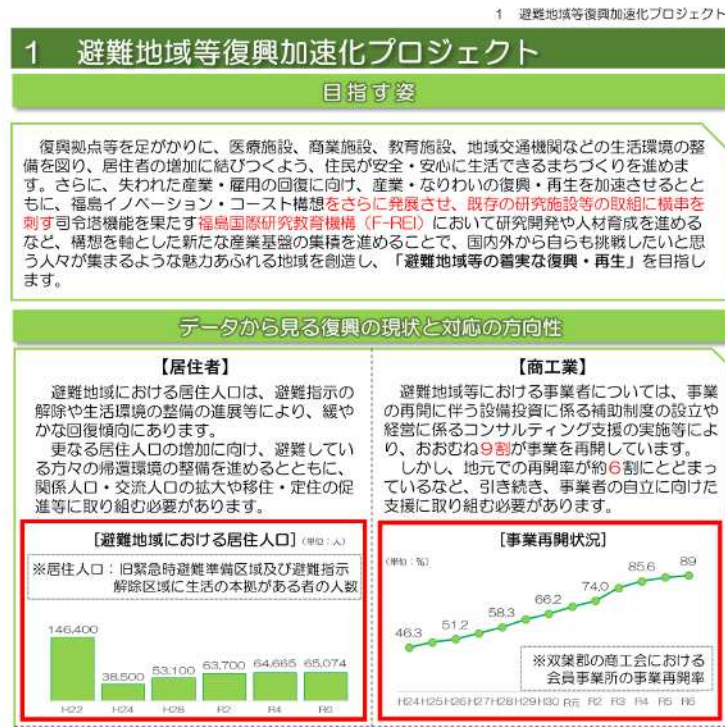 1 避難地域等復興加速化プロジェクト
1 避難地域等復興加速化プロジェクト
目指す姿
復興拠点等を足がかりに、医療施設、商業施設、教育施設、地域交通機関などの生活環境の整
備を図り、居住者の増加に結びつくよう、住民が安全・安心に生活できるまちづくりを進めま
す。さらに、失われた産業・雇用の回復に向け、産業・なりわいの復興・再生を加速させるとと
もに、福島イノベーション・コースト構想をさらに発展させ、既存の研究施設等の取組に横串を
刺す司令塔機能を果たす福島国際研究教育機構（F-REI）において研究開発や人材育成を進める
など、構想を軸とした新たな産業基盤の集積を進めることで、国内外から自らも挑戦したいと思
う人々が集まるような魅力あふれる地域を創造し、「避難地域等の着実な復興・再生」を目指し
ます。
データから見る復興の現状と対応の方向性
【居住者】
避難地域における居住人口は、避難指示の
解除や生活環境の整備の進展等により、緩や
かな回復傾向にあります。
更なる居住人口の増加に向け、避難してい
る方々の帰還環境の整備を進めるとともに、
関係人口・交流人口の拡大や移住・定住の促
進等に取り組む必要があります。
[避難地域における居住人口]（単位：人）
※居住人口：旧緊急時避難準備区域及び避難指示
解除区域に生活の本拠がある者の人数
146,400 38,500 53,100 63,700 64,665 65,074
H22 H24 H28 R2 R4 R6
【商工業】
避難地域等における事業者については、事業
の再開に伴う設備投資に係る補助制度の設立や
経営に係るコンサルティング支援の実施等によ
り、おおむね９割が事業を再開しています。
しかし、地元での再開率が約６割にとどまっ
ているなど、引き続き、事業者の自立に向けた
支援に取り組む必要があります。
[事業再開状況]
（単位：%）
46.3 51.2 58.3 66.2 74.0 85.6 89
※双葉郡の商工会における
会員事業所の事業再開率
H24 H25 H26 H27 H28 H29 H30 R元 R2 R3 R4 R5 R6